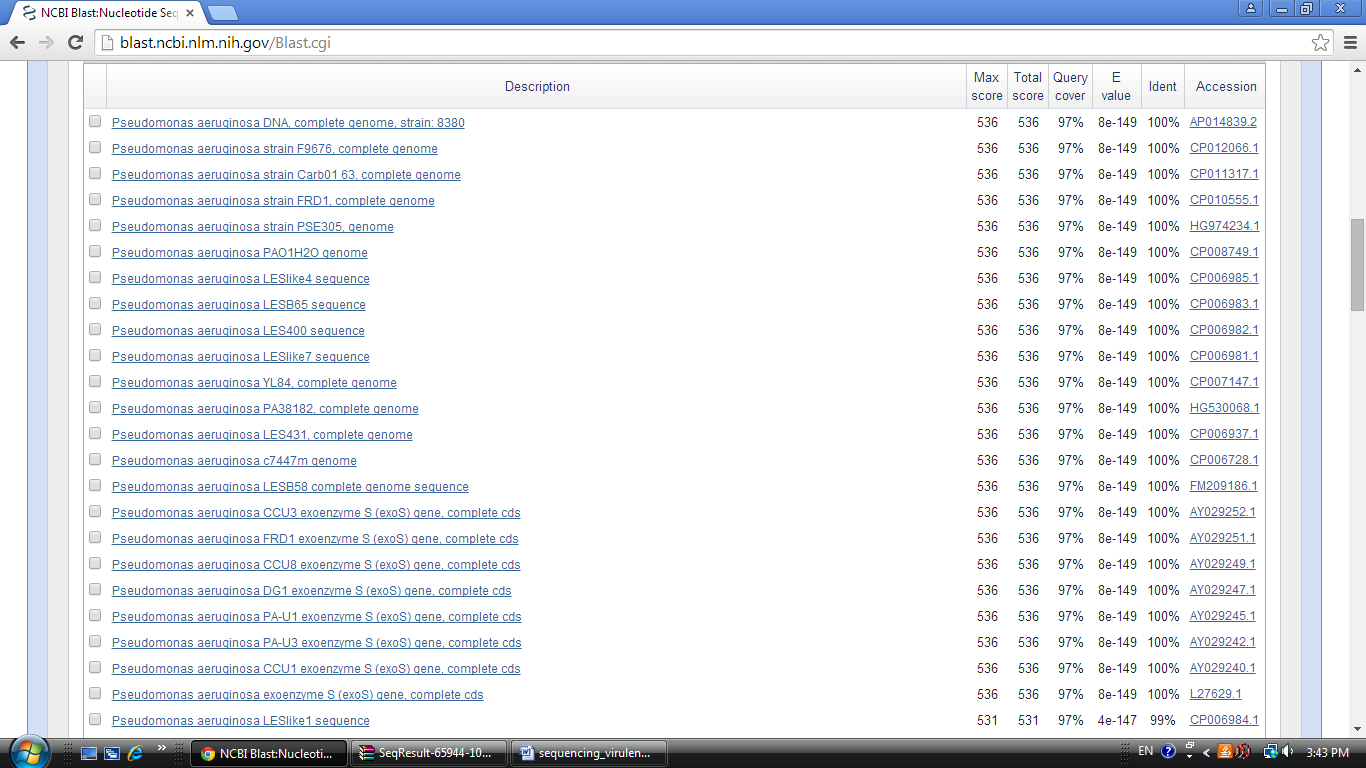 NCBI Blast:Nucleotide Seq
blast.ncbi.nlm.nih.gov/Blast.cgi
Description Max score Total score Query cover E value Ident Accession
Pseudomonas aeruginosa DNA, complete genome, strain: 8380 536 536 97% 8e-149 100% AP014839.2
Pseudomonas aeruginosa strain F9676, complete genome 536 536 97% 8e-149 100% CP012066.1
Pseudomonas aeruginosa strain Carb01 63, complete genome 536 536 97% 8e-149 100% CP011317.1
Pseudomonas aeruginosa strain FRD1, complete genome 536 536 97% 8e-149 100% CP010555.1
Pseudomonas aeruginosa strain PSE305, genome 536 536 97% 8e-149 100% HG974234.1
Pseudomonas aeruginosa PAO1H2O genome 536 536 97% 8e-149 100% CP008749.1
Pseudomonas aeruginosa LESlike4 sequence 536 536 97% 8e-149 100% CP006985.1
Pseudomonas aeruginosa LESB65 sequence 536 536 97% 8e-149 100% CP006983.1
Pseudomonas aeruginosa LES400 sequence 536 536 97% 8e-149 100% CP006982.1
Pseudomonas aeruginosa LESlike7 sequence 536 536 97% 8e-149 100% CP006981.1
Pseudomonas aeruginosa YL84, complete genome 536 536 97% 8e-149 100% CP007147.1
Pseudomonas aeruginosa PA38182, complete genome 536 536 97% 8e-149 100% HG530068.1
Pseudomonas aeruginosa LES431, complete genome 536 536 97% 8e-149 100% CP006937.1
Pseudomonas aeruginosa c7447m genome 536 536 97% 8e-149 100% CP006728.1
Pseudomonas aeruginosa LESB58 complete genome sequence 536 536 97% 8e-149 100% FM209186.1
Pseudomonas aeruginosa CCU3 exoenzyme S (exoS) gene, complete cds 536 536 97% 8e-149 100% AY029252.1
Pseudomonas aeruginosa FRD1 exoenzyme S (exoS) gene, complete cds 536 536 97% 8e-149 100% AY029251.1
Pseudomonas aeruginosa CCU8 exoenzyme S (exoS) gene, complete cds 536 536 97% 8e-149 100% AY029249.1
Pseudomonas aeruginosa DG1 exoenzyme S (exoS) gene, complete cds 536 536 97% 8e-149 100% AY029247.1
Pseudomonas aeruginosa PA-U1 exoenzyme S (exoS) gene, complete cds 536 536 97% 8e-149 100% AY029245.1
Pseudomonas aeruginosa PA-U3 exoenzyme S (exoS) gene, complete cds 536 536 97% 8e-149 100% AY029242.1
Pseudomonas aeruginosa CCU1 exoenzyme S (exoS) gene, complete cds 536 536 97% 8e-149 100% AY029240.1
Pseudomonas aeruginosa exoenzyme S (exoS) gene, complete cds 536 536 97% 8e-149 100% L27629.1
Pseudomonas aeruginosa LESlike1 sequence 531 531 97% 4e-147 99% CP006984.1
NCBI Blast:Nucleoti... SeqResult-65944-10... sequencing_virulen... EN 3:43 PM